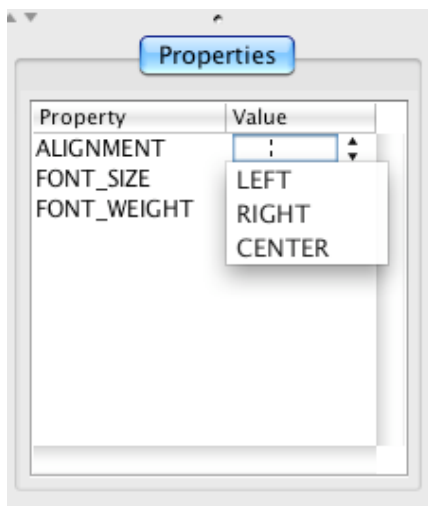 Properties
Property Value
ALIGNMENT
FONT_SIZE LEFT
FONT_WEIGHT RIGHT
CENTER